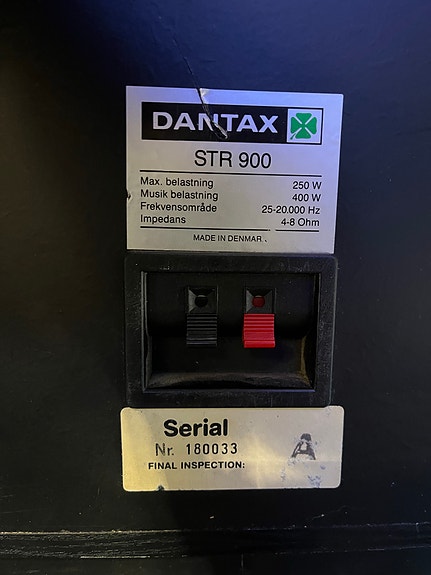 DANTAX
STR 900
Max. belastning 250 W
Musik belastning 400 W
Frekvensområde 25-20.000 Hz
Impedans 4-8 Ohm
MADE IN DENMAR
Serial
Nr. 180033
FINAL INSPECTION:
A